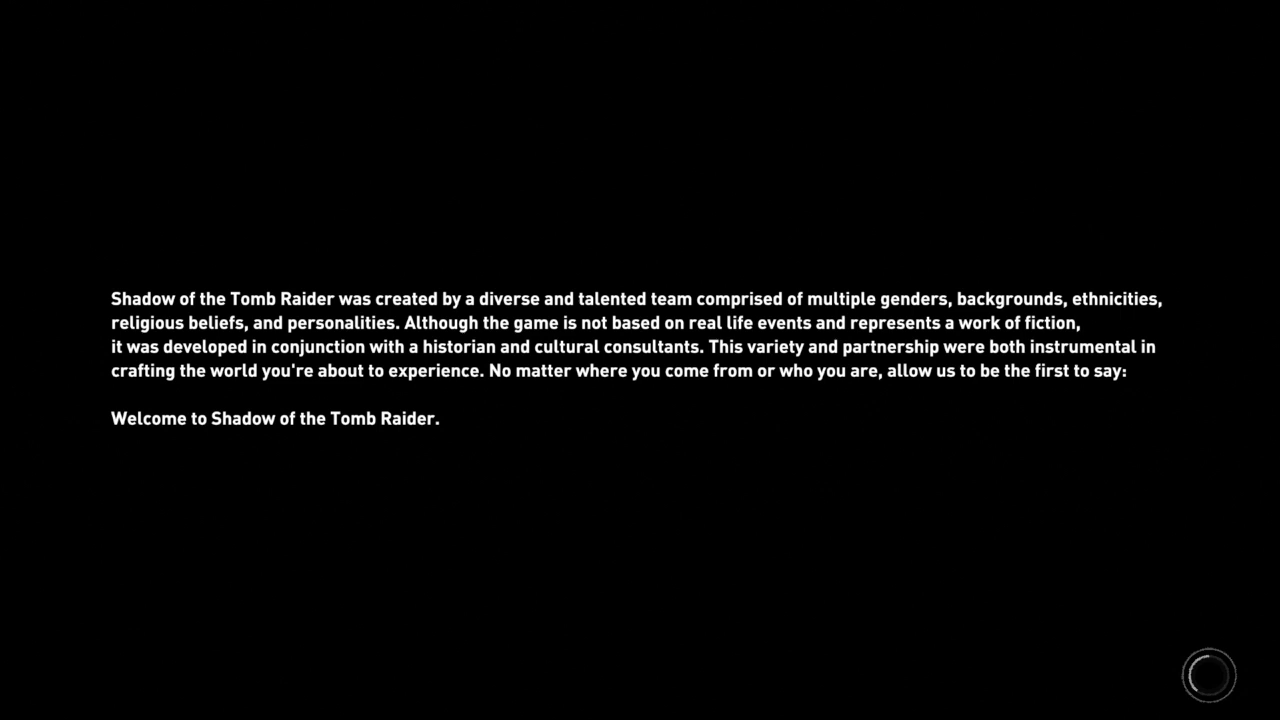 Shadow of the Tomb Raider was created by a diverse and talented team comprised of multiple genders, backgrounds, ethnicities,
religious beliefs, and personalities. Although the game is not based on real life events and represents a work of fiction,
it was developed in conjunction with a historian and cultural consultants. This variety and partnership were both instrumental in
crafting the world you're about to experience. No matter where you come from or who you are, allow us to be the first to say:
Welcome to Shadow of the Tomb Raider.